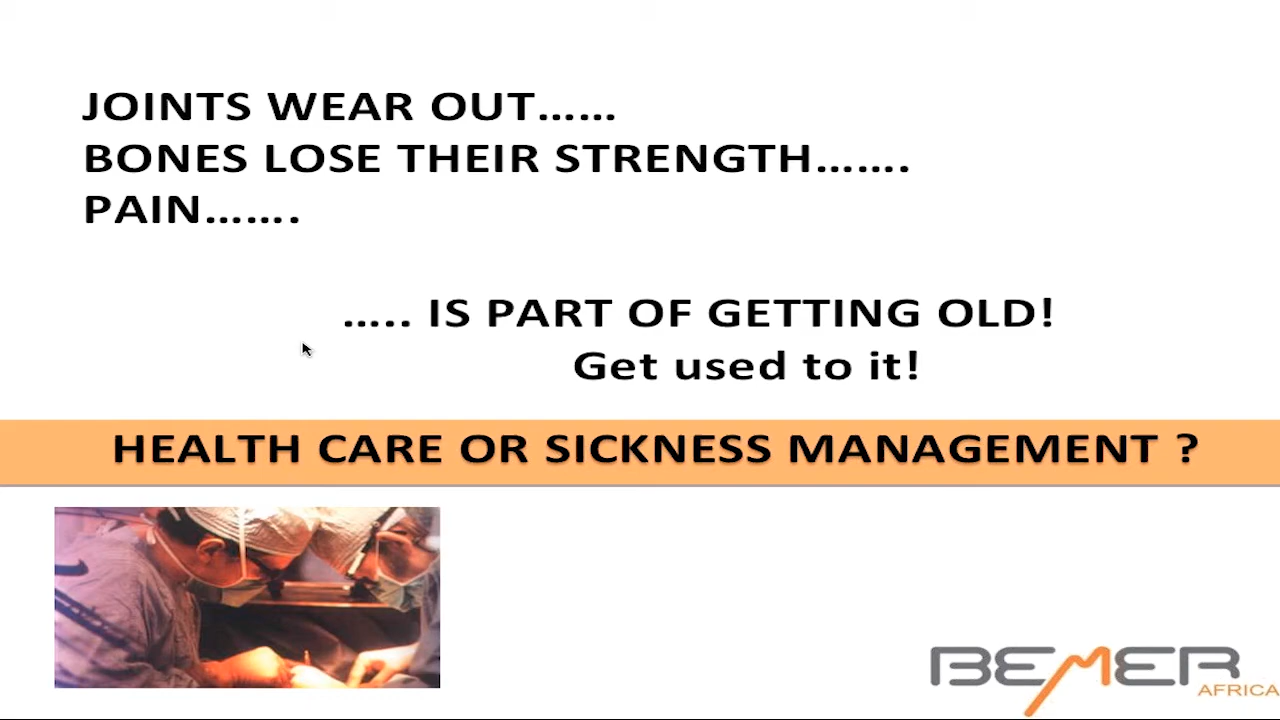 JOINTS WEAR OUT......
BONES LOSE THEIR STRENGTH.......
PAIN.......
..... IS PART OF GETTING OLD!
Get used to it!
HEALTH CARE OR SICKNESS MANAGEMENT ?
BEMER
AFRICA